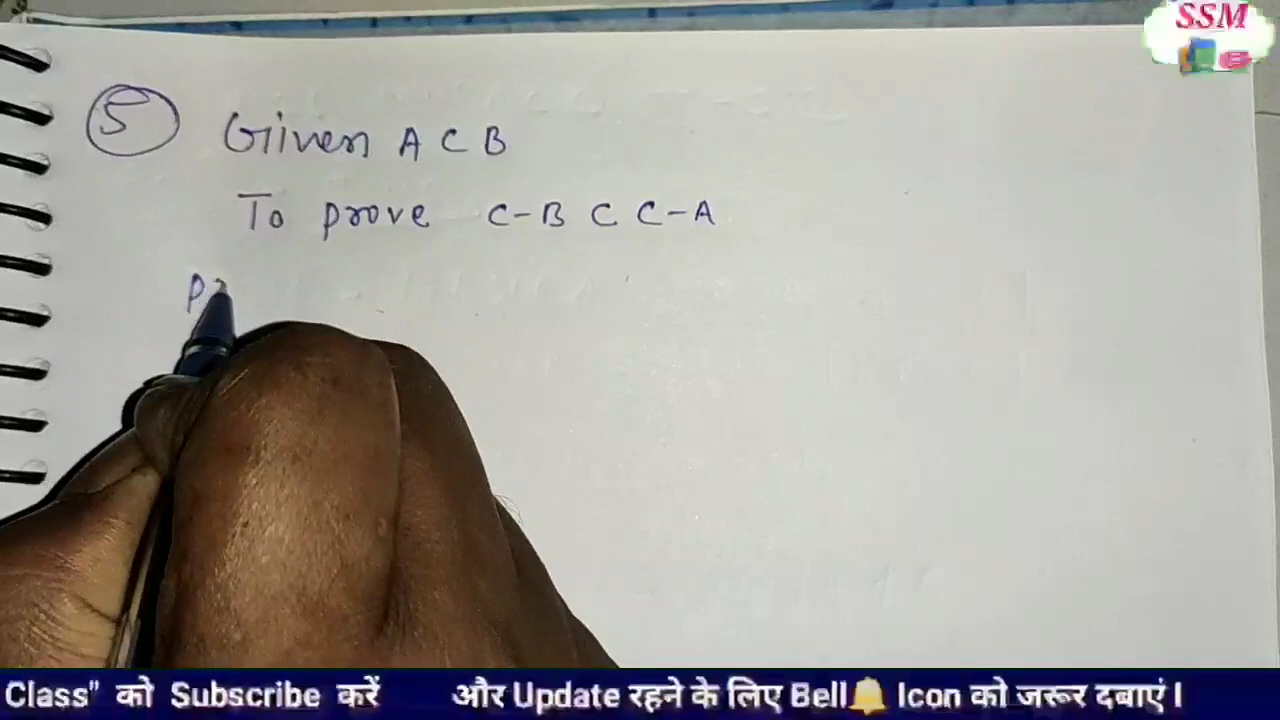 SSM
5 Given A ⊂ B
To prove C-B ⊂ C-A
Class" को Subscribe करें और Update रहने के लिए Bell🔔 Icon को जरूर दबाएं I